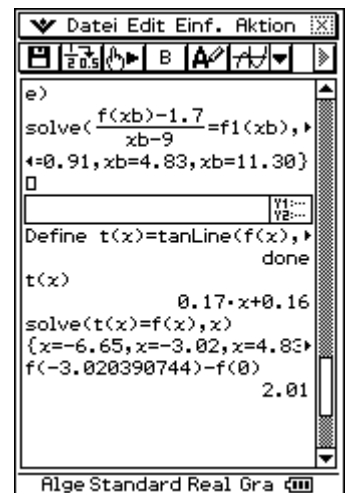 Datei Edit Einf. Aktion
B
e)
solve(f(xb)-1.7/xb-9=f1(xb),
=0.91,xb=4.83,xb=11.30}
Y1:...
Y2:...
Define t(x)=tanLine(f(x),
done
t(x)
0.17·x+0.16
solve(t(x)=f(x),x)
{x=-6.65,x=-3.02,x=4.83
f(-3.020390744)-f(0)
2.01
Alge Standard Real Gra